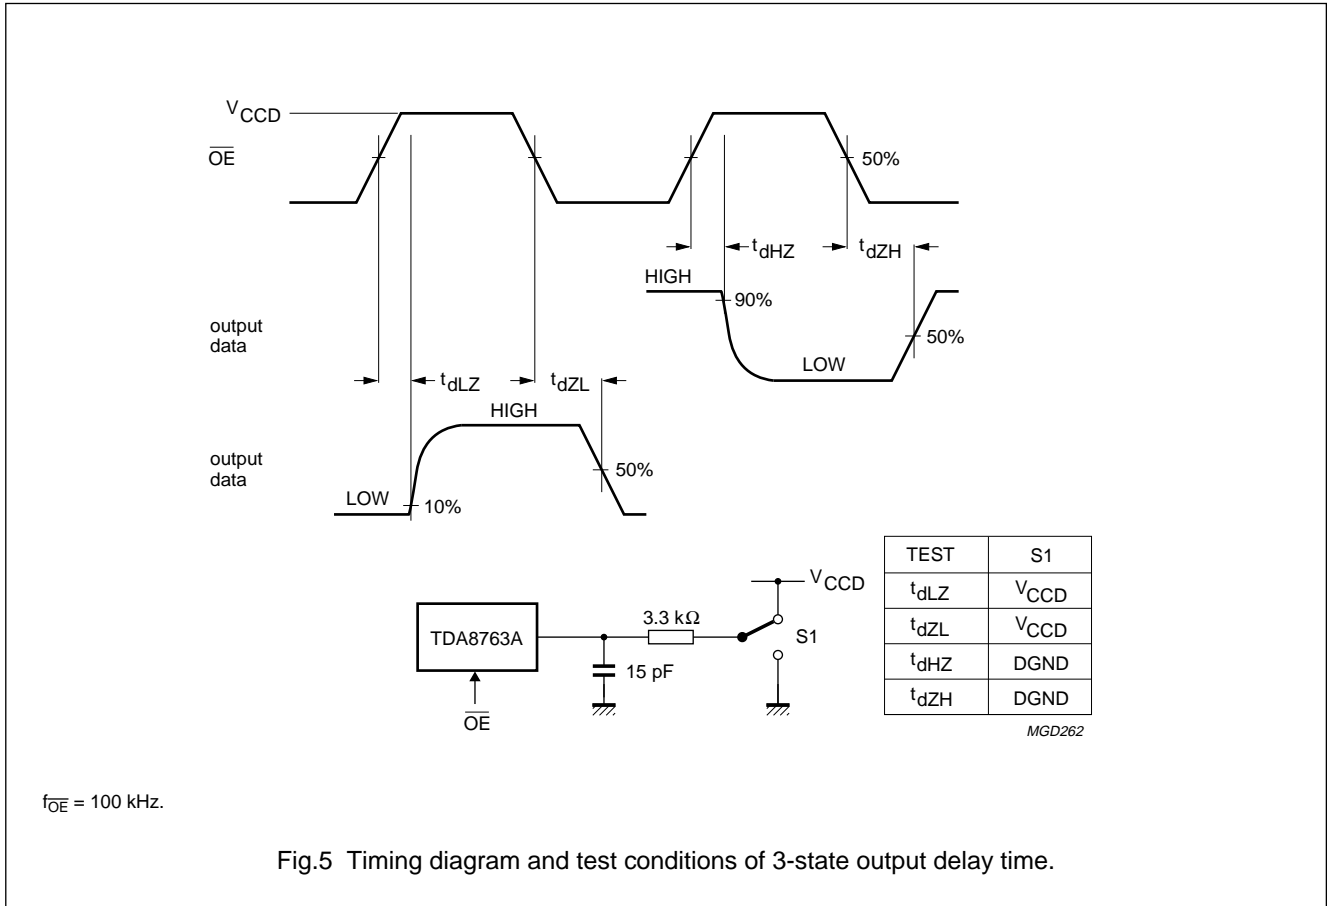 VCCD
OE
50%
tdHZ
tdZH
HIGH
90%
output
data
50%
LOW
tdLZ
tdZL
HIGH
output
data
50%
LOW
10%
TEST S1
tdLZ VCCD
tdZL VCCD
tdHZ DGND
tdZH DGND
VCCD
3.3 kΩ
S1
TDA8763A
15 pF
OE
MGD262
fOE = 100 kHz.
Fig.5 Timing diagram and test conditions of 3-state output delay time.